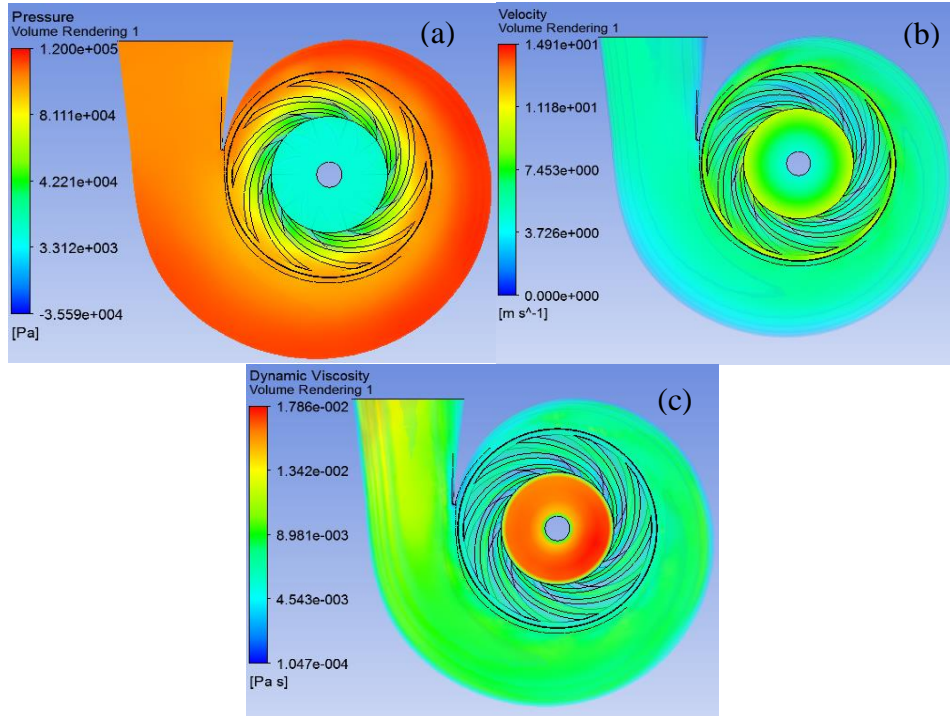 Pressure
Volume Rendering 1
(a)
1.200e+005
8.111e+004
4.221e+004
3.312e+003
-3.559e+004
[Pa]
Velocity
Volume Rendering 1
(b)
1.491e+001
1.118e+001
7.453e+000
3.726e+000
0.000e+000
[m s^-1]
Dynamic Viscosity
Volume Rendering 1
(c)
1.786e-002
1.342e-002
8.981e-003
4.543e-003
1.047e-004
[Pa s]